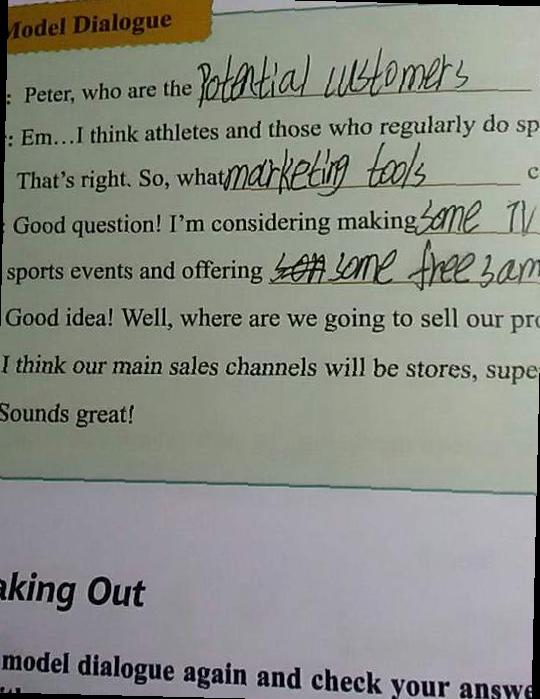 Model Dialogue
: Peter, who are the Potential customers
: Em…I think athletes and those who regularly do sp
That's right. So, what marketing tools c
Good question! I'm considering making some TV
sports events and offering some free sam
Good idea! Well, where are we going to sell our pro
I think our main sales channels will be stores, supe
Sounds great!
aking Out
model dialogue again and check your answe